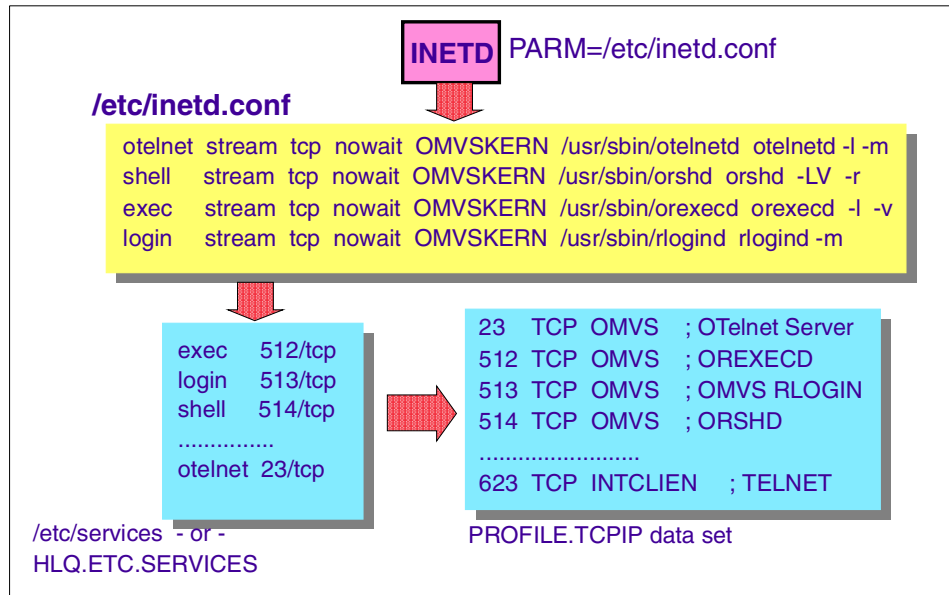 INETD PARM=/etc/inetd.conf
/etc/inetd.conf
otelnet stream tcp nowait OMVSKERN /usr/sbin/otelnetd otelnetd -l -m
shell stream tcp nowait OMVSKERN /usr/sbin/orshd orshd -LV -r
exec stream tcp nowait OMVSKERN /usr/sbin/orexecd orexecd -l -v
login stream tcp nowait OMVSKERN /usr/sbin/rlogind rlogind -m
exec 512/tcp
login 513/tcp
shell 514/tcp
...............
otelnet 23/tcp
/etc/services - or -
HLQ.ETC.SERVICES
23 TCP OMVS ; OTelnet Server
512 TCP OMVS ; OREXECD
513 TCP OMVS ; OMVS RLOGIN
514 TCP OMVS ; ORSHD
.........................
623 TCP INTCLIEN ; TELNET
PROFILE.TCPIP data set